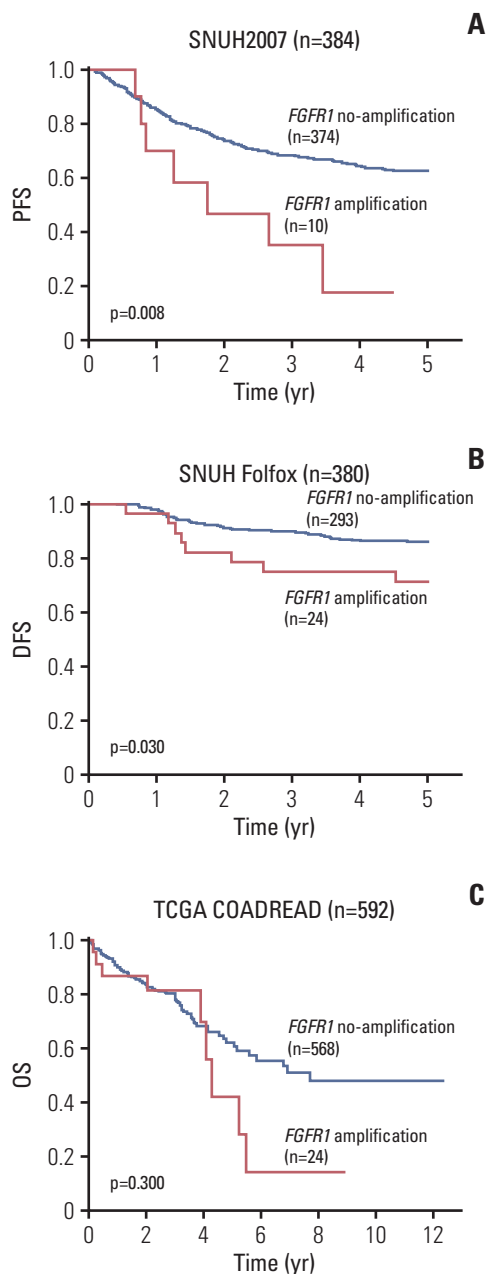 A
SNUH2007 (n=384)
1.0
0.8
0.6
0.4
0.2
0
PFS
FGFR1 no-amplification
(n=374)
FGFR1 amplification
(n=10)
p=0.008
0 1 2 3 4 5
Time (yr)
B
SNUH Folfox (n=380)
1.0
0.8
0.6
0.4
0.2
0
DFS
FGFR1 no-amplification
(n=293)
FGFR1 amplification
(n=24)
p=0.030
0 1 2 3 4 5
Time (yr)
C
TCGA COADREAD (n=592)
1.0
0.8
0.6
0.4
0.2
0
OS
FGFR1 no-amplification
(n=568)
FGFR1 amplification
(n=24)
p=0.300
0 2 4 6 8 10 12
Time (yr)